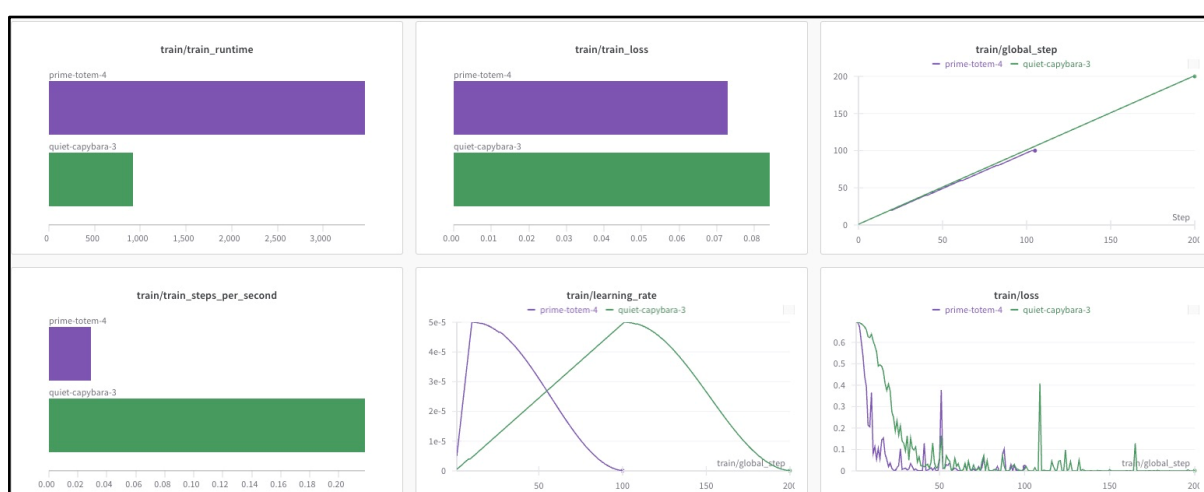 train/train_runtime
prime-totem-4
quiet-capybara-3
0 500 1,000 1,500 2,000 2,500 3,000
train/train_loss
prime-totem-4
quiet-capybara-3
0.00 0.01 0.02 0.03 0.04 0.05 0.06 0.07 0.08
train/global_step
prime-totem-4 quiet-capybara-3
200
150
100
50
0
Step
0 50 100 150 200
train/train_steps_per_second
prime-totem-4
quiet-capybara-3
0.00 0.02 0.04 0.06 0.08 0.10 0.12 0.14 0.16 0.18 0.20
train/learning_rate
prime-totem-4 quiet-capybara-3
5e-5
4e-5
3e-5
2e-5
1e-5
0
train/global_step
50 100 150 200
train/loss
prime-totem-4 quiet-capybara-3
0.6
0.5
0.4
0.3
0.2
0.1
0
train/global_step
50 100 150 200